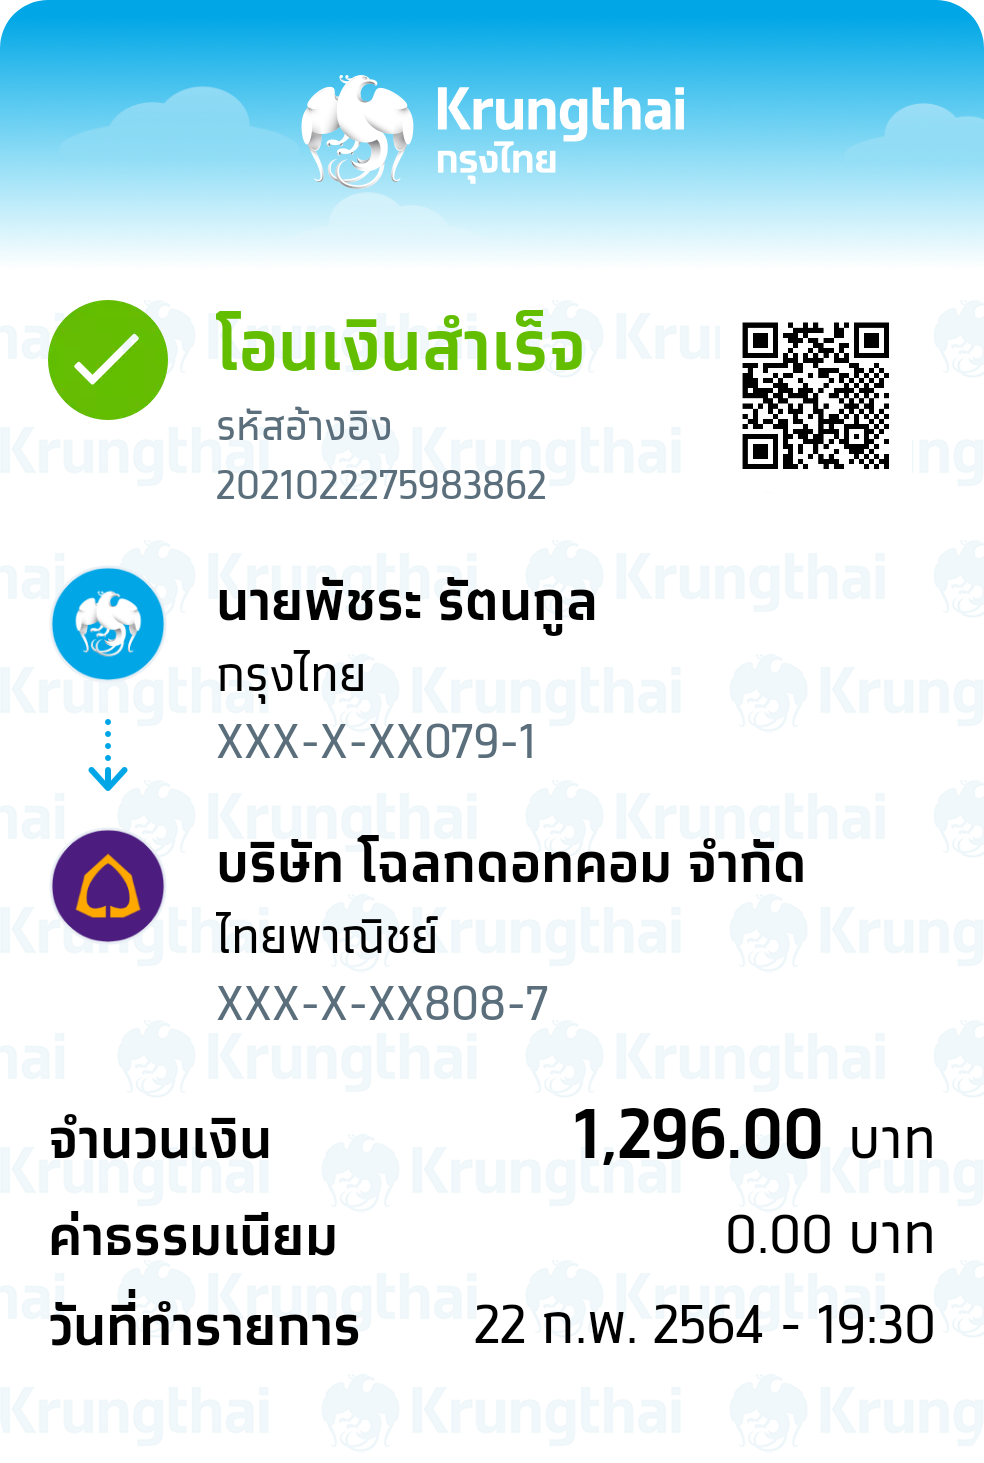 Krungthai
กรุงไทย
โอนเงินสำเร็จ
รหัสอ้างอิง
2021022275983862
นายพัชระ รัตนกูล
กรุงไทย
XXX-X-XX079-1
บริษัท โฉลกดอทคอม จำกัด
ไทยพาณิชย์
XXX-X-XX808-7
จำนวนเงิน 1,296.00 บาท
ค่าธรรมเนียม 0.00 บาท
วันที่ทำรายการ 22 ก.พ. 2564 - 19:30